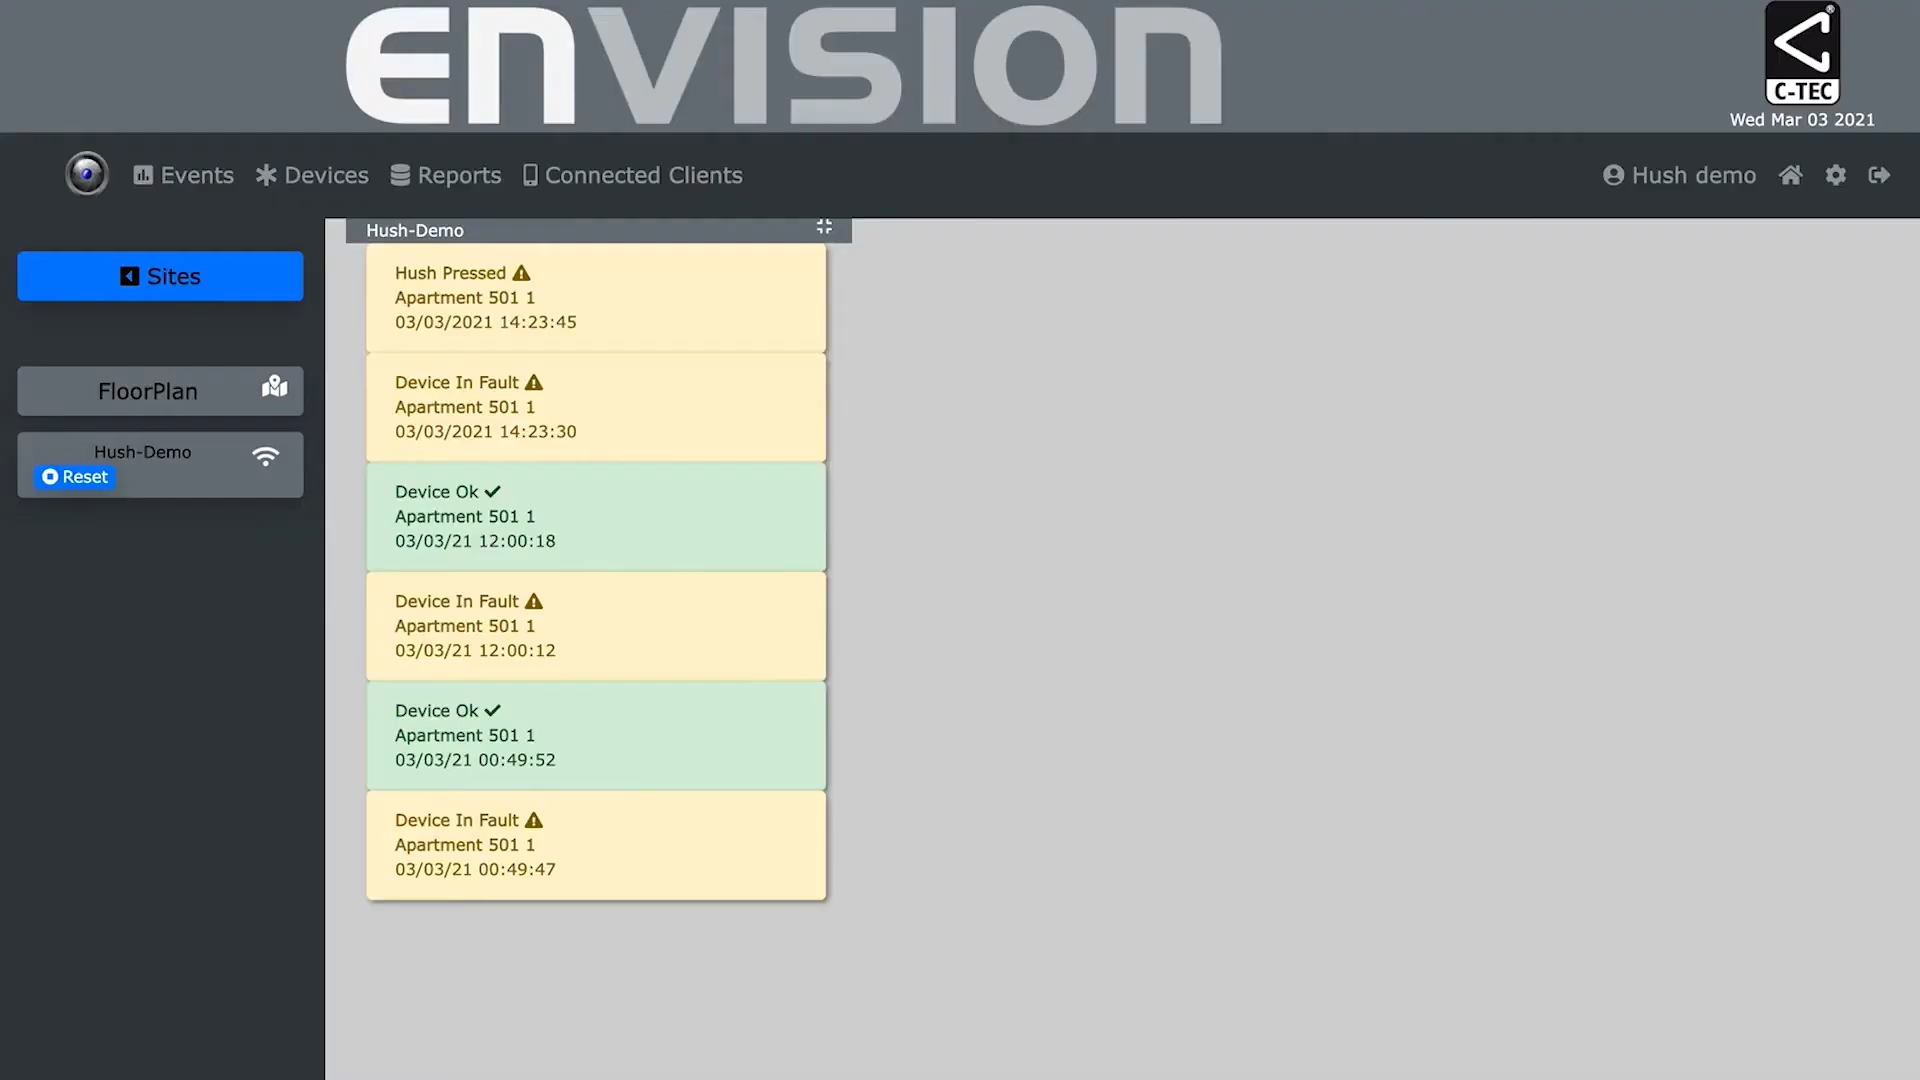 ENVISION
C-TEC
Wed Mar 03 2021
Events Devices Reports Connected Clients Hush demo
Sites
FloorPlan
Hush-Demo
Reset
Hush-Demo
Hush Pressed
Apartment 501 1
03/03/2021 14:23:45
Device In Fault
Apartment 501 1
03/03/2021 14:23:30
Device Ok
Apartment 501 1
03/03/21 12:00:18
Device In Fault
Apartment 501 1
03/03/21 12:00:12
Device Ok
Apartment 501 1
03/03/21 00:49:52
Device In Fault
Apartment 501 1
03/03/21 00:49:47